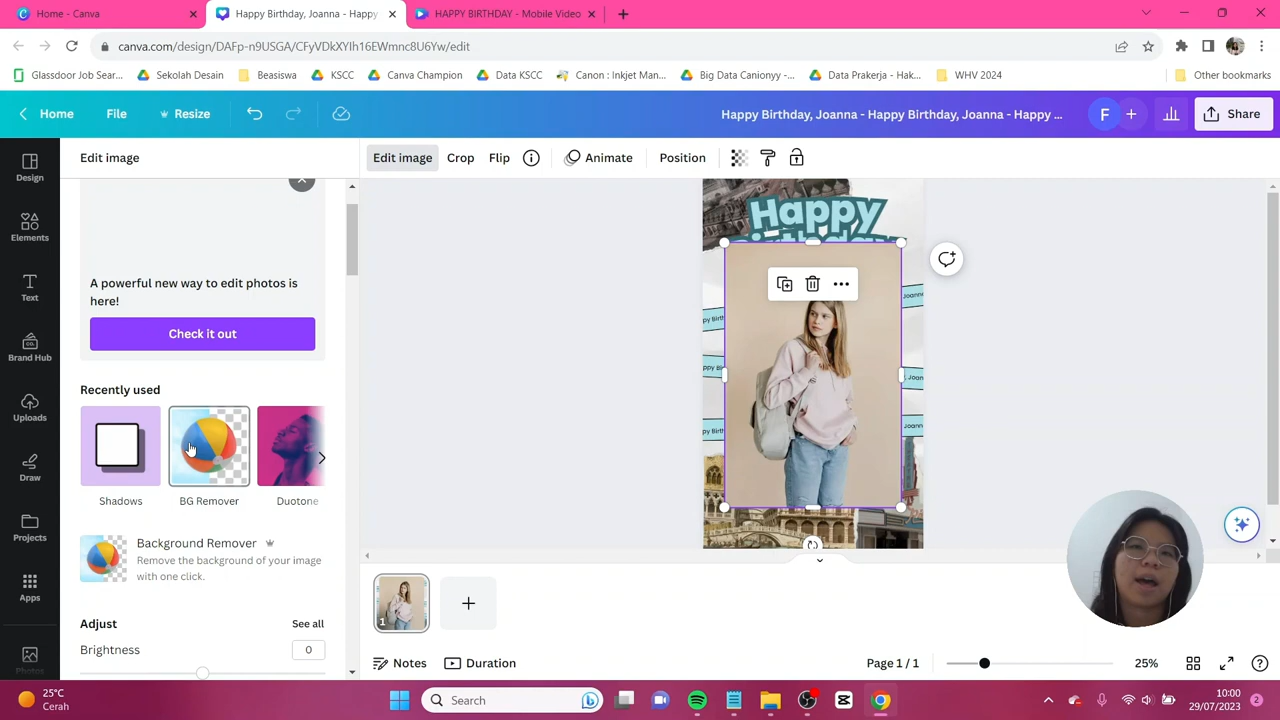 Home - Canva
Happy Birthday, Joanna - Happy
HAPPY BIRTHDAY - Mobile Video
canva.com/design/DAFp-n9USGA/CFyVDkXYIh16EWmnc8U6Yw/edit
Glassdoor Job Sear...
Sekolah Desain
Beasiswa
KSCC
Canva Champion
Data KSCC
Canon : Inkjet Man...
Big Data Canionyy -...
Data Prakerja - Hak...
WHV 2024
Other bookmarks
Home
File
Resize
Happy Birthday, Joanna - Happy Birthday, Joanna - Happy ...
F
Share
Design
Elements
Text
Brand Hub
Uploads
Draw
Projects
Apps
Photos
Edit image
Edit image
Crop
Flip
Animate
Position
A powerful new way to edit photos is
here!
Check it out
Recently used
Shadows
BG Remover
Duotone
Background Remover
Remove the background of your image
with one click.
Adjust
See all
Brightness
0
Happy
Birthday
1
Notes
Duration
Page 1 / 1
25%
25°C
Cerah
Search
10:00
29/07/2023
2